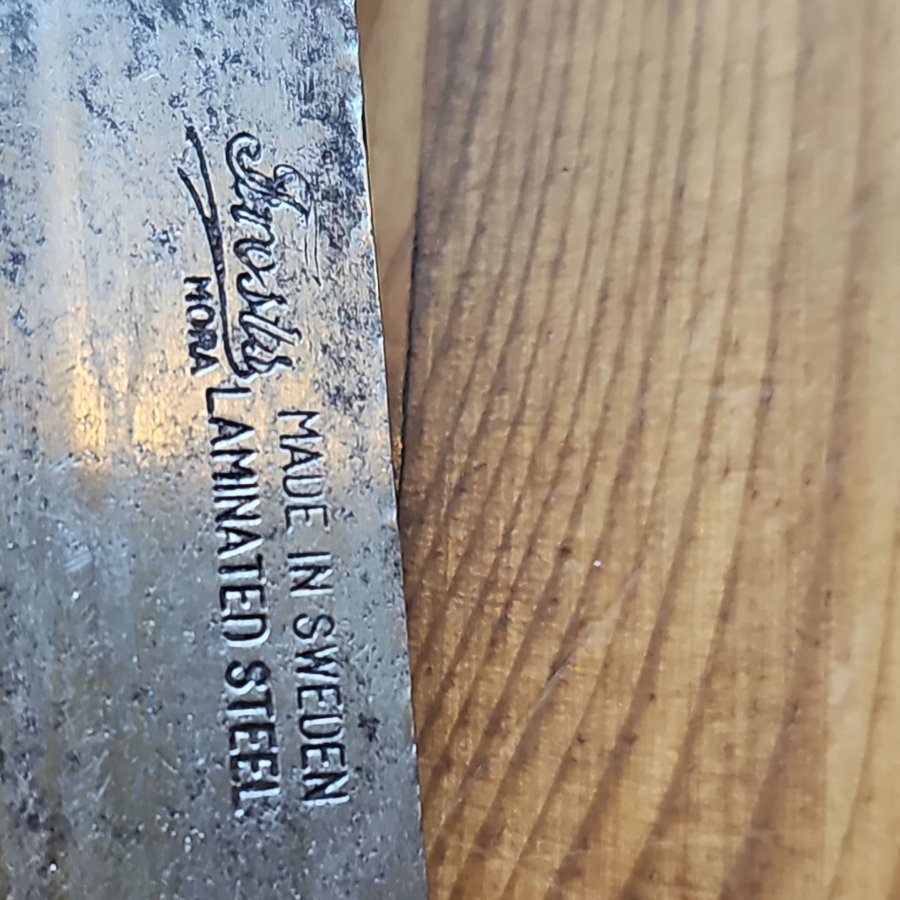 Frosts
MORA
MADE IN SWEDEN
LAMINATED STEEL